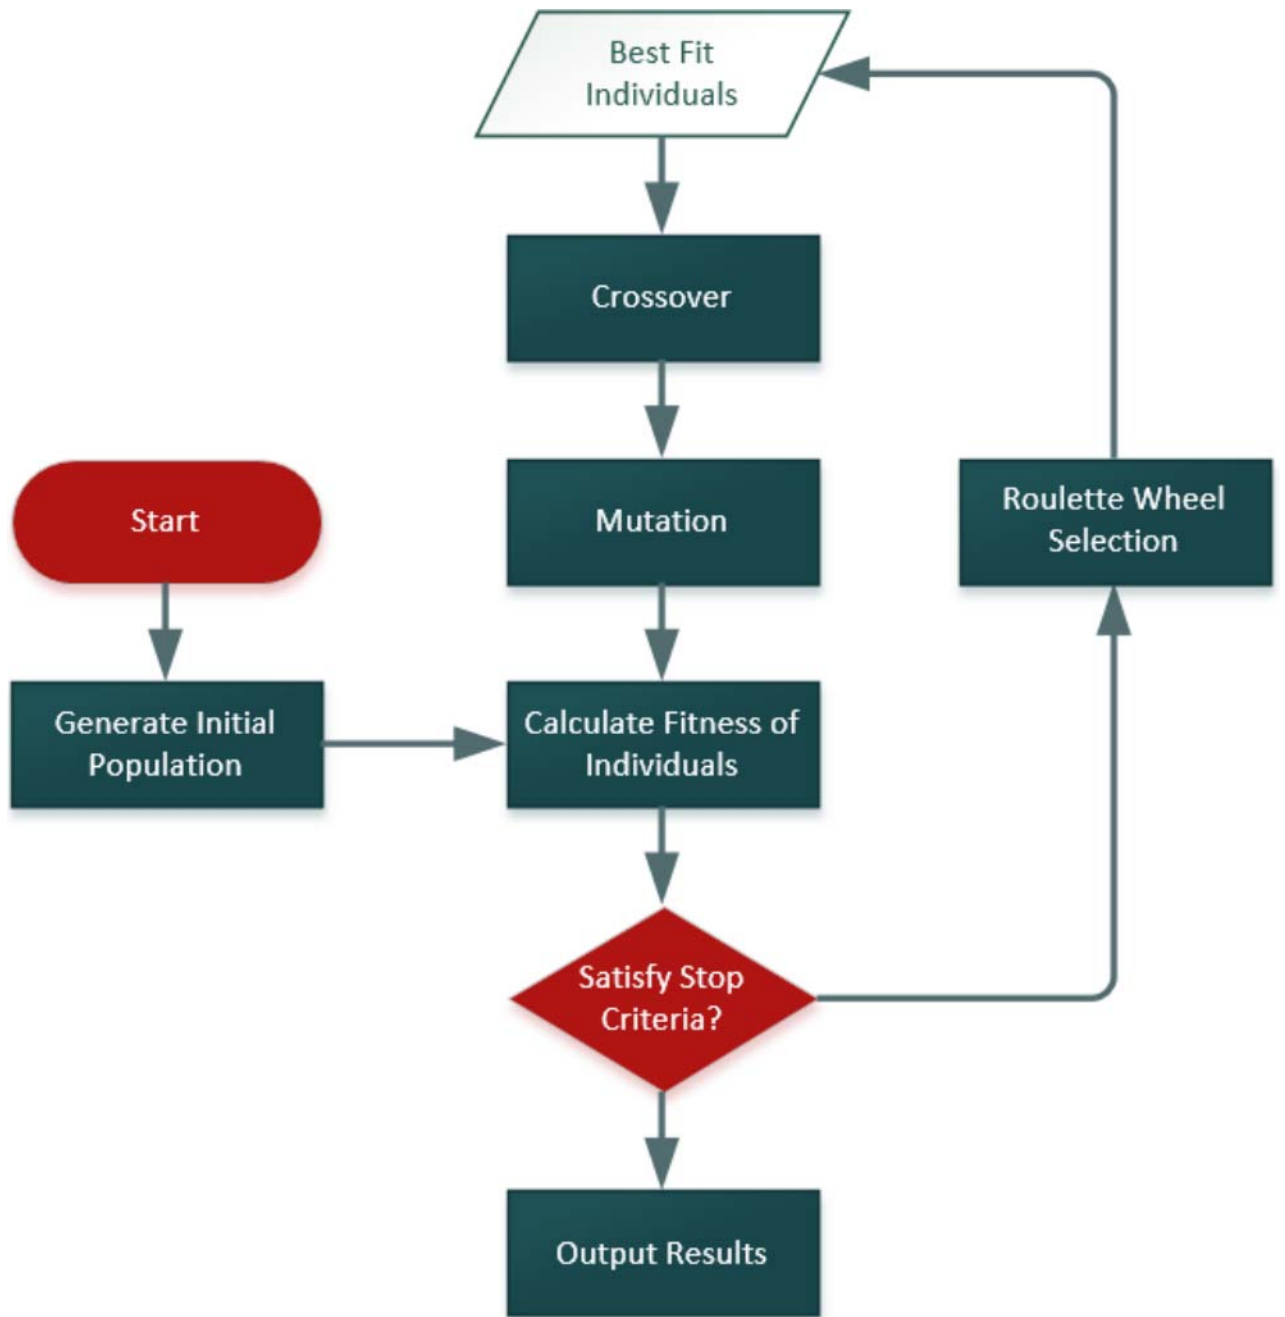 Best Fit
Individuals
Crossover
Mutation
Start
Roulette Wheel
Selection
Generate Initial
Population
Calculate Fitness of
Individuals
Satisfy Stop
Criteria?
Output Results